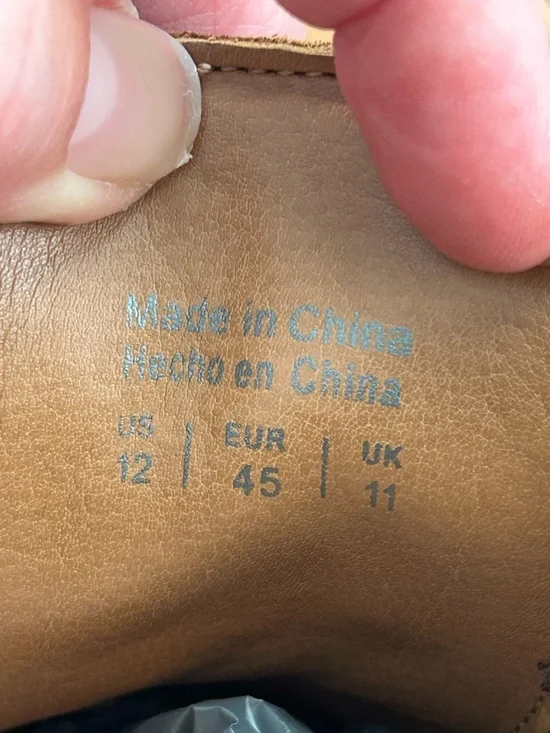 Made in China
Hecho en China
US | EUR | UK
12 | 45 | 11